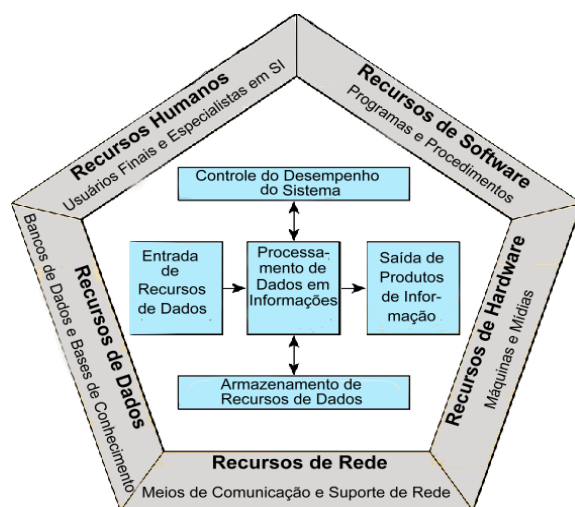 Recursos Humanos
Usuários Finais e Especialistas em SI
Recursos de Software
Programas e Procedimentos
Controle do Desempenho
do Sistema
Entrada
de
Recursos
de Dados
Processa-
mento de
Dados em
Informações
Saída de
Produtos
de Infor-
mação
Armazenamento de
Recursos de Dados
Recursos de Dados
Bancos de Dados e Bases de Conhecimento
Recursos de Hardware
Máquinas e Mídias
Recursos de Rede
Meios de Comunicação e Suporte de Rede